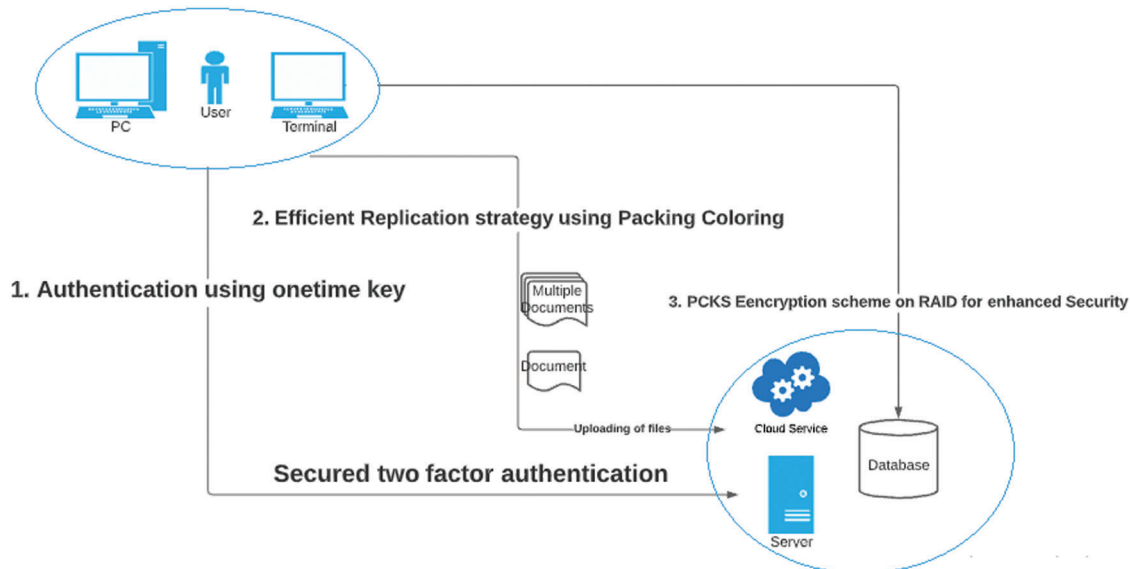 PC
User
Terminal
2. Efficient Replication strategy using Packing Coloring
1. Authentication using onetime key
Multiple
Documents
3. PCKS Eencryption scheme on RAID for enhanced Security
Document
Uploading of files
Cloud Service
Secured two factor authentication
Database
Server